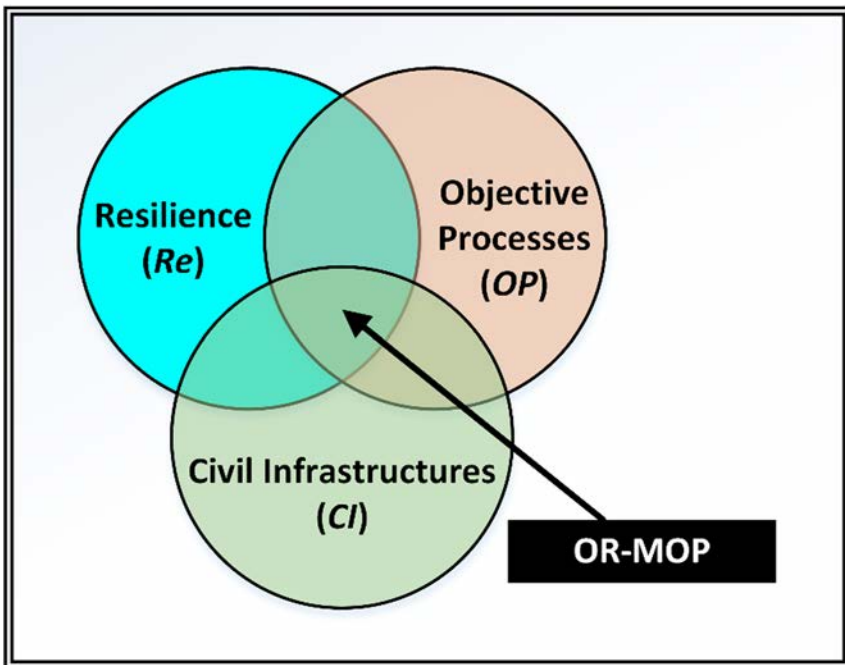 Resilience
(Re)
Objective
Processes
(OP)
Civil Infrastructures
(CI)
OR-MOP